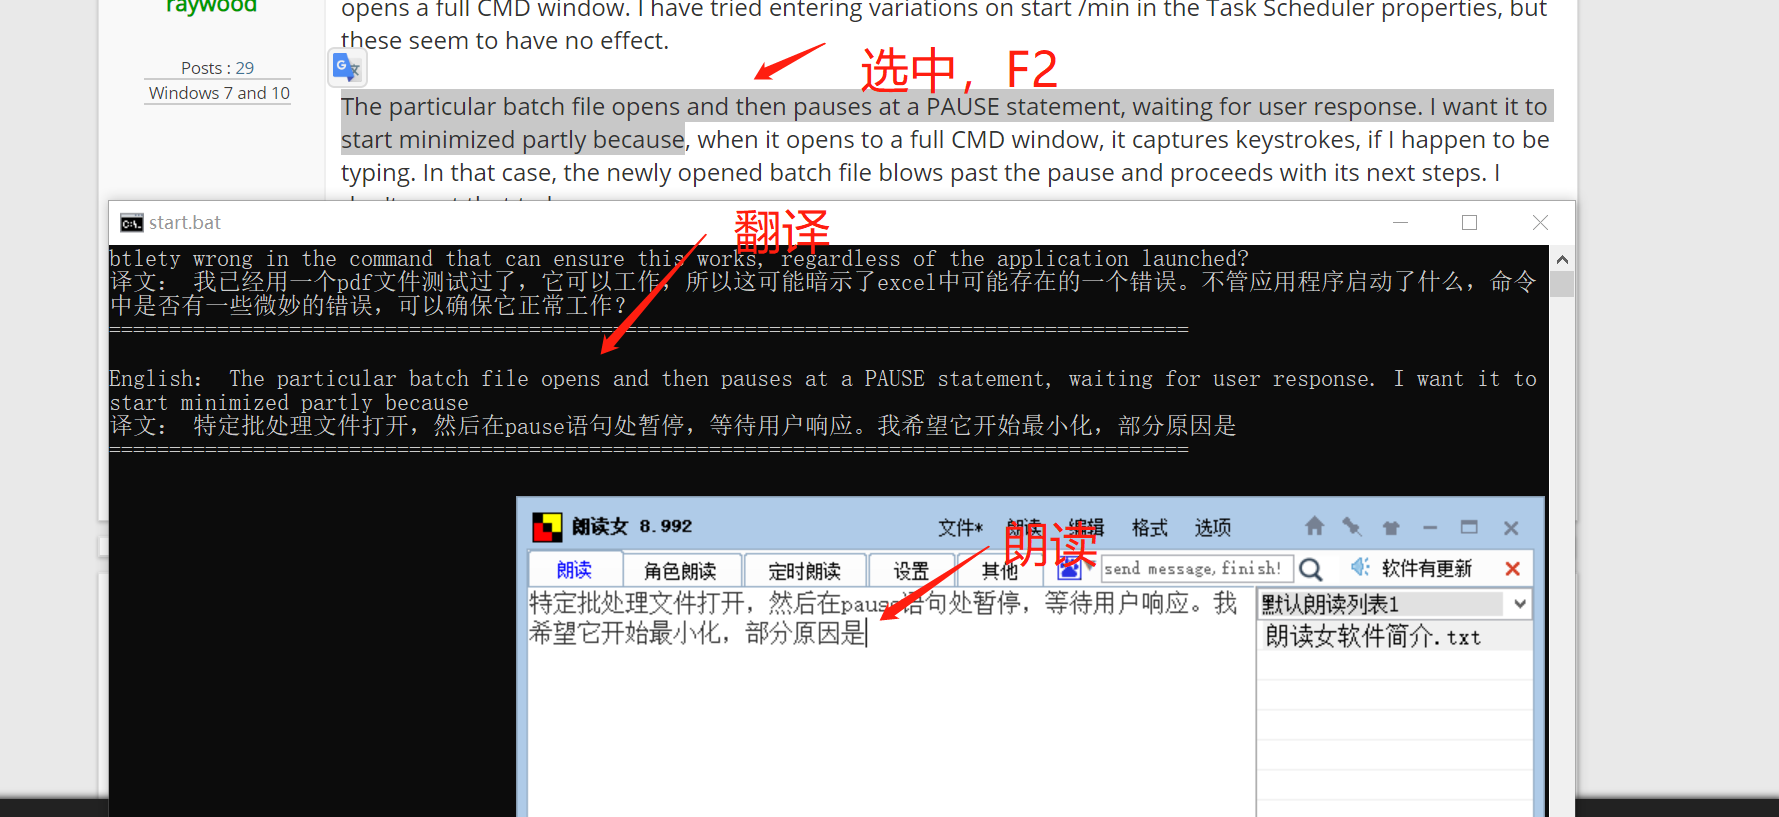 raywood
opens a full CMD window. I have tried entering variations on start /min in the Task Scheduler properties, but
these seem to have no effect.
Posts : 29
Windows 7 and 10
选中，F2
The particular batch file opens and then pauses at a PAUSE statement, waiting for user response. I want it to
start minimized partly because, when it opens to a full CMD window, it captures keystrokes, if I happen to be
typing. In that case, the newly opened batch file blows past the pause and proceeds with its next steps. I
start.bat
翻译
btlety wrong in the command that can ensure this works, regardless of the application launched?
译文： 我已经用一个pdf文件测试过了，它可以工作，所以这可能暗示了excel中可能存在的一个错误。不管应用程序启动了什么，命令
中是否有一些微妙的错误，可以确保它正常工作？
==========================================================================================
English： The particular batch file opens and then pauses at a PAUSE statement, waiting for user response. I want it to
start minimized partly because
译文： 特定批处理文件打开，然后在pause语句处暂停，等待用户响应。我希望它开始最小化，部分原因是
==========================================================================================
朗读女 8.992
文件* 朗读 编辑 格式 选项
朗读
朗读 角色朗读 定时朗读 设置 其他 send message,finish! 软件有更新
特定批处理文件打开，然后在pause语句处暂停，等待用户响应。我
希望它开始最小化，部分原因是
默认朗读列表1
朗读女软件简介.txt